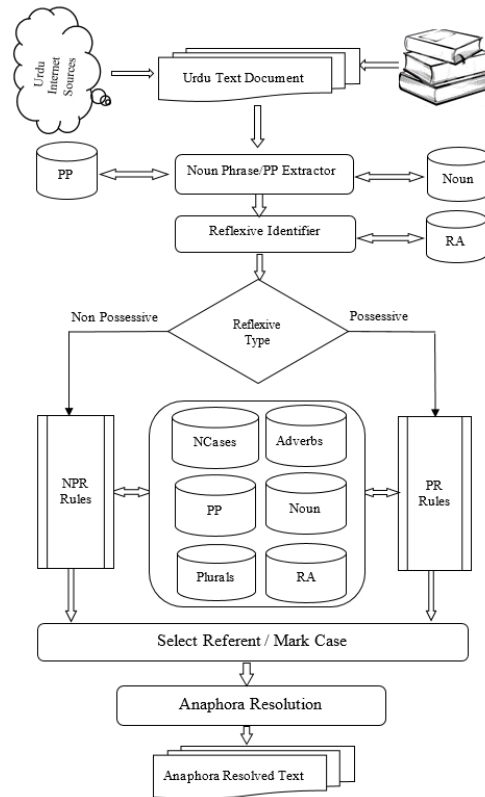 Urdu
Internet
Sources
Urdu Text Document
PP
Noun Phrase/PP Extractor
Noun
Reflexive Identifier
RA
Non Possessive
Reflexive
Type
Possessive
NPR
Rules
NCases
Adverbs
PP
Noun
Plurals
RA
PR
Rules
Select Referent / Mark Case
Anaphora Resolution
Anaphora Resolved Text